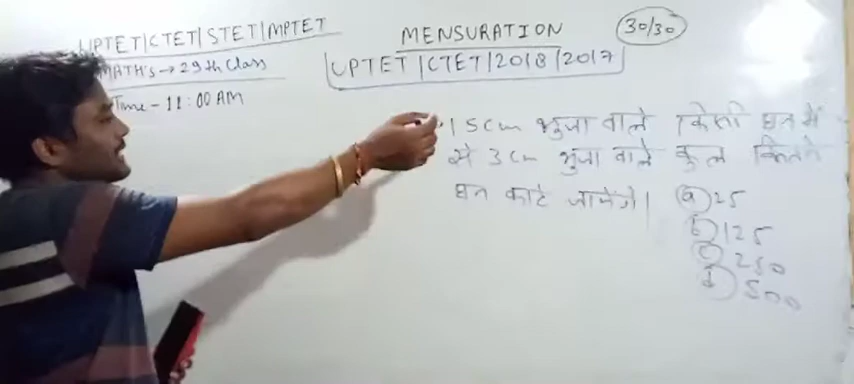 UPTET|CTET|STET|MPTET
MATH's→29th Class
Time - 11:00 AM
MENSURATION
30/30
UPTET|CTET|2018|2017
15cm भुजा वाले किसी घन में
से 3cm भुजा वाले कुल कितने
घन काटे जायेंगे।
(a) 25
(b) 125
(c) 250
(d) 500